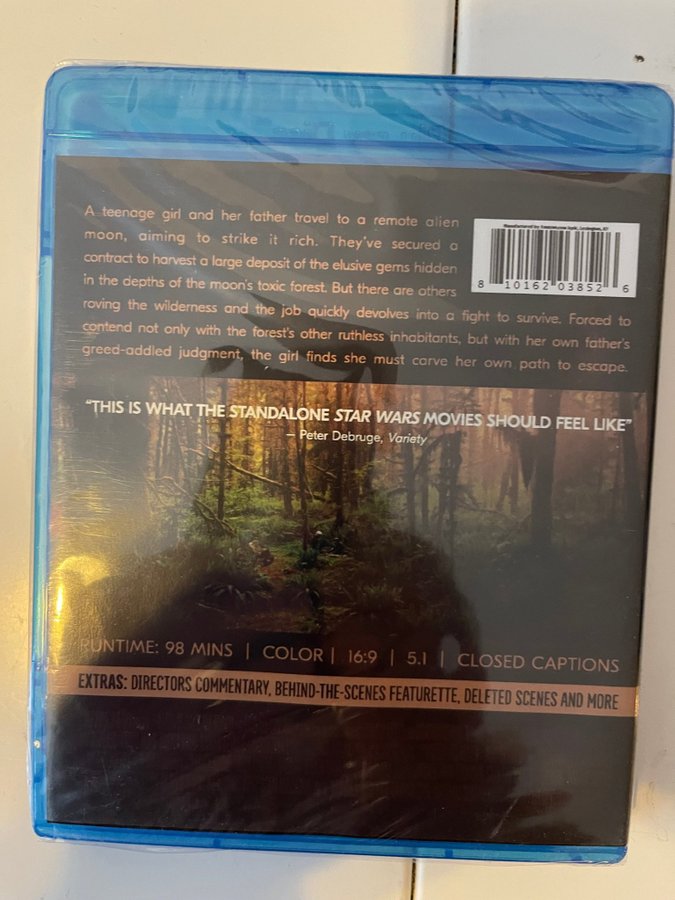 A teenage girl and her father travel to a remote alien
moon, aiming to strike it rich. They've secured a
contract to harvest a large deposit of the elusive gems hidden
in the depths of the moon's toxic forest. But there are others
roving the wilderness and the job quickly devolves into a fight to survive. Forced to
contend not only with the forest's other ruthless inhabitants, but with her own father's
greed-addled judgment, the girl finds she must carve her own path to escape.
8 10162 03852 6
"THIS IS WHAT THE STANDALONE STAR WARS MOVIES SHOULD FEEL LIKE"
– Peter Debruge, Variety
RUNTIME: 98 MINS | COLOR | 16:9 | 5.1 | CLOSED CAPTIONS
EXTRAS: DIRECTORS COMMENTARY, BEHIND-THE-SCENES FEATURETTE, DELETED SCENES AND MORE